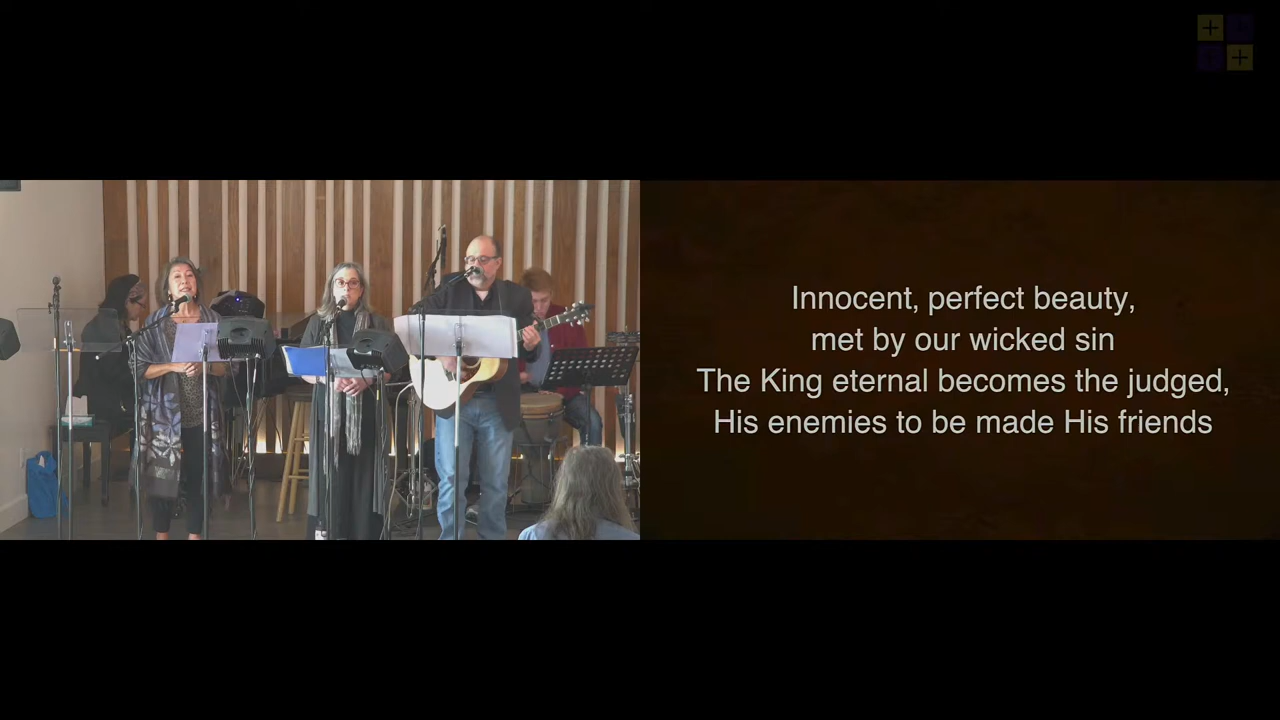 Innocent, perfect beauty,
met by our wicked sin
The King eternal becomes the judged,
His enemies to be made His friends